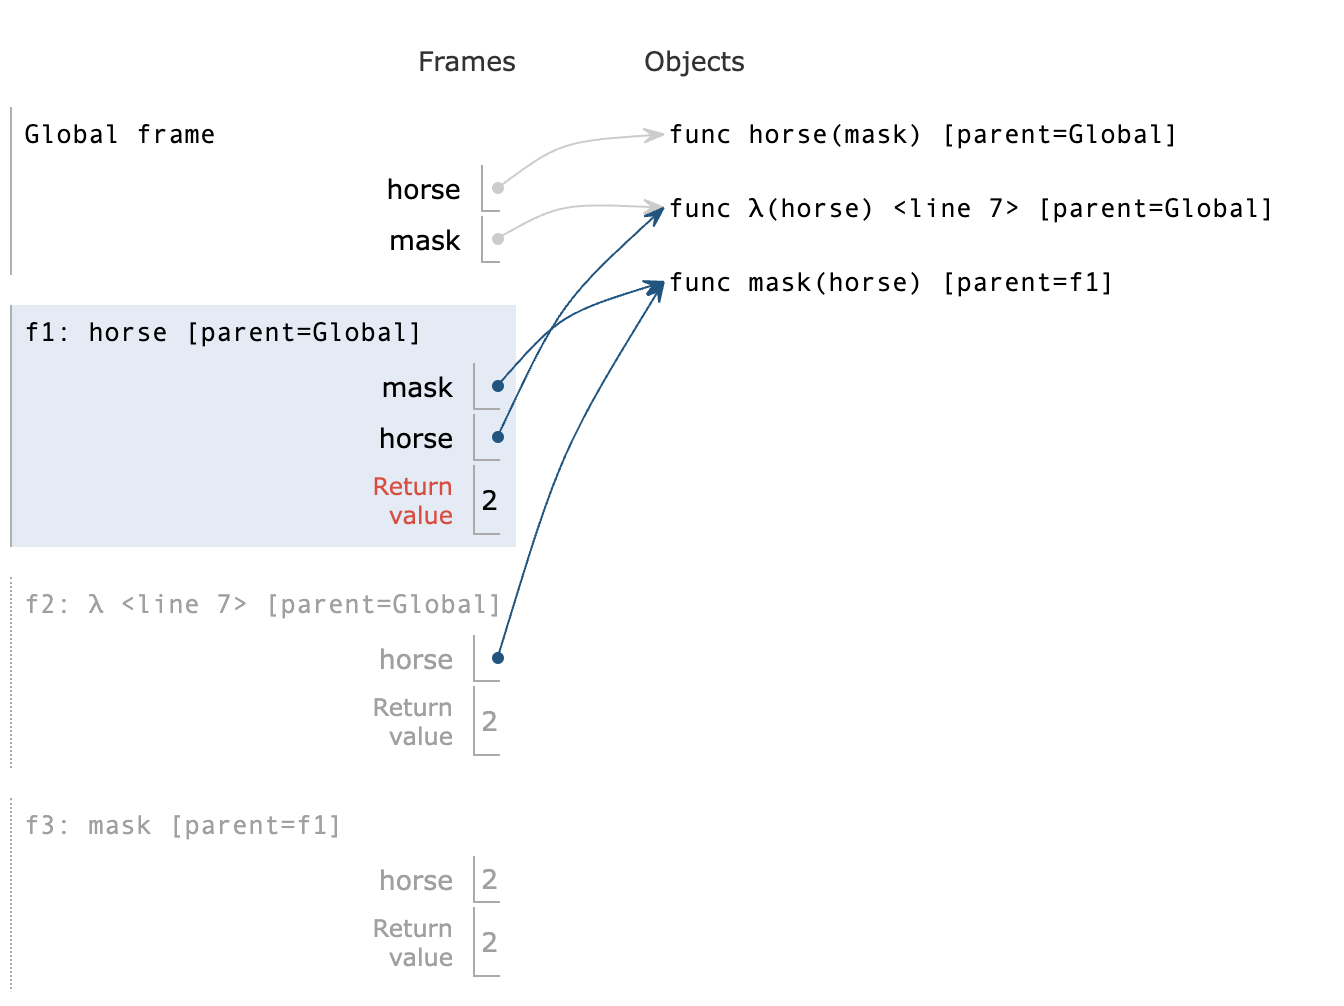 Frames Objects
Global frame
func horse(mask) [parent=Global]
horse
func λ(horse) <line 7> [parent=Global]
mask
func mask(horse) [parent=f1]
f1: horse [parent=Global]
mask
horse
Return
value 2
f2: λ <line 7> [parent=Global]
horse
Return
value 2
f3: mask [parent=f1]
horse 2
Return
value 2